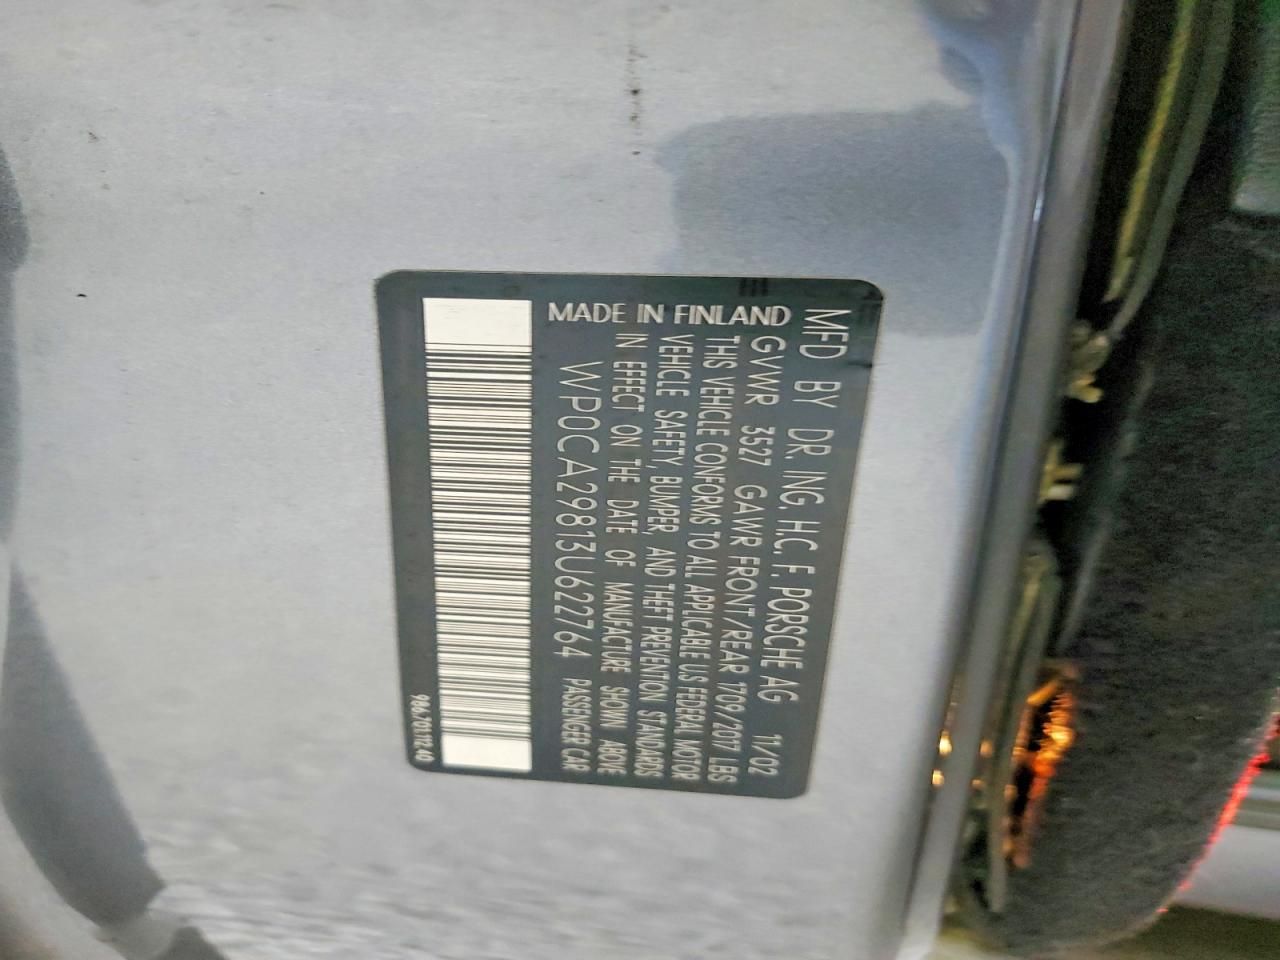 MFD BY DR. ING. H.C. F. PORSCHE AG 11/02
GVWR 3527 GAWR FRONT/REAR 1709/2017 LBS
THIS VEHICLE CONFORMS TO ALL APPLICABLE US FEDERAL MOTOR
VEHICLE SAFETY, BUMPER, AND THEFT PREVENTION STANDARDS
IN EFFECT ON THE DATE OF MANUFACTURE SHOWN ABOVE
WP0CA29813U622764 PASSENGER CAR
MADE IN FINLAND
996.701.112.40